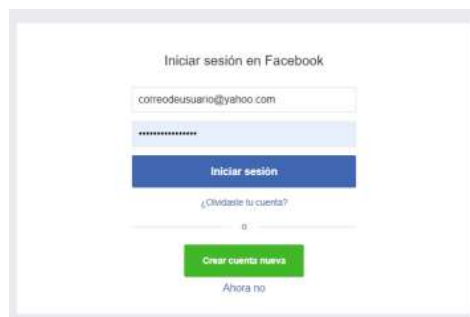 Iniciar sesión en Facebook
correodeusuario@yahoo.com
••••••••••••••••
Iniciar sesión
¿Olvidaste tu cuenta?
o
Crear cuenta nueva
Ahora no